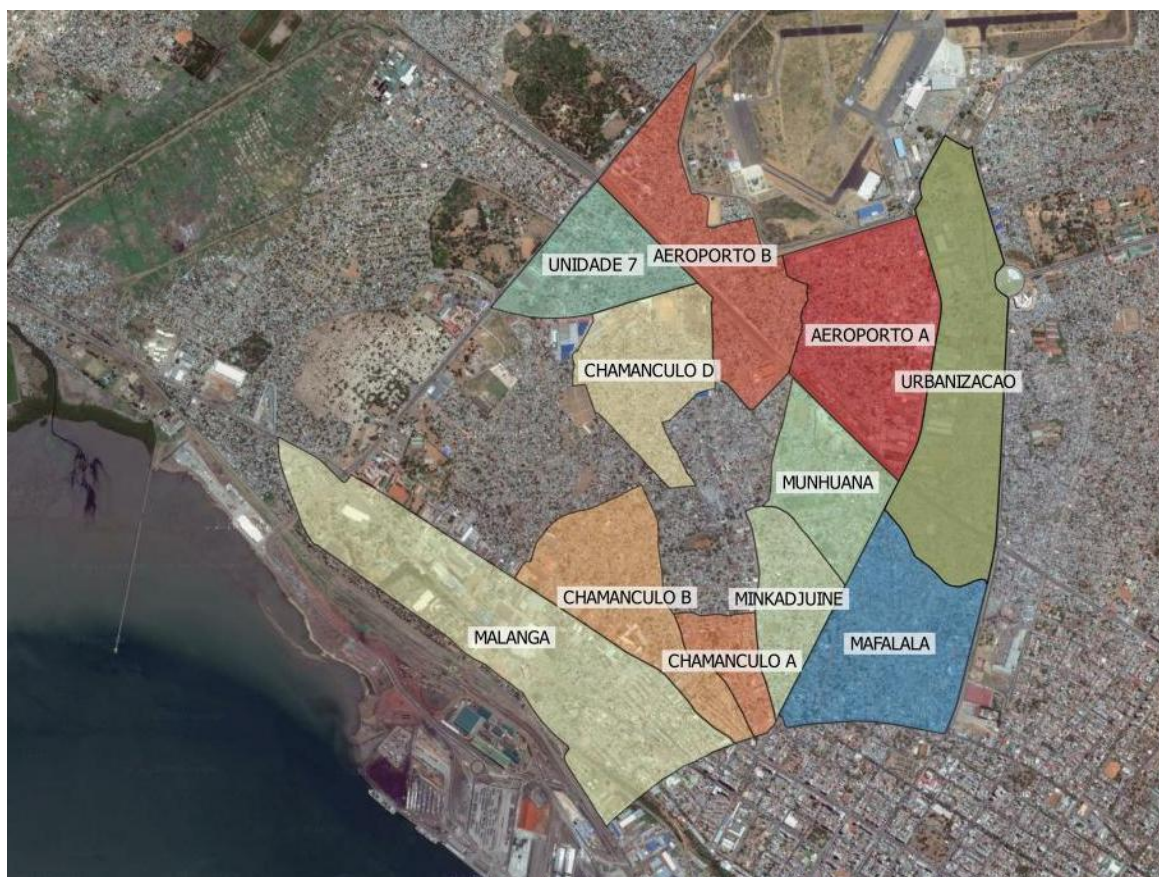 AEROPORTO B
UNIDADE 7
AEROPORTO A
CHAMANCULO D
URBANIZACAO
MUNHUANA
CHAMANCULO B
MINKADJUINE
MALANGA
MAFALALA
CHAMANCULO A